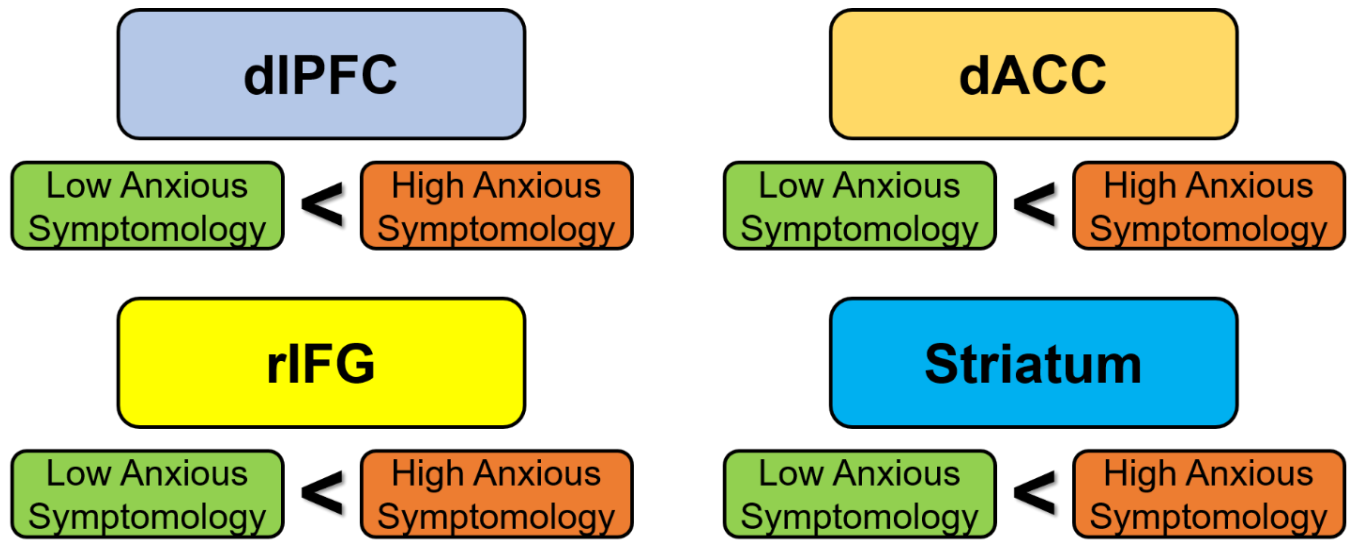 dlPFC
dACC
Low Anxious
Symptomology
<
High Anxious
Symptomology
Low Anxious
Symptomology
<
High Anxious
Symptomology
rIFG
Striatum
Low Anxious
Symptomology
<
High Anxious
Symptomology
Low Anxious
Symptomology
<
High Anxious
Symptomology